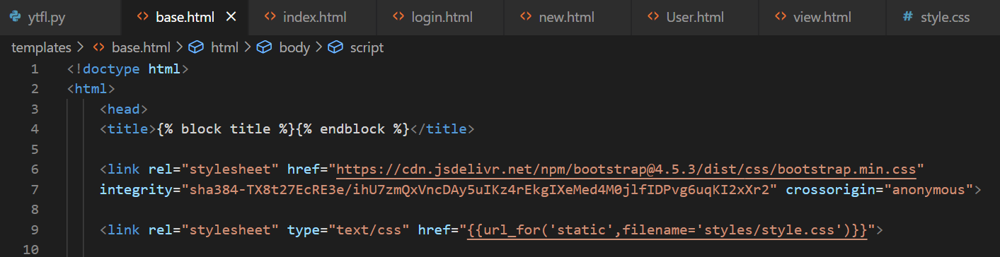 ytfl.py <> base.html × <> index.html <> login.html <> new.html <> User.html <> view.html # style.css
templates > <> base.html > html > body > script
1 <!doctype html>
2 <html>
3 <head>
4 <title>{% block title %}{% endblock %}</title>
5
6 <link rel="stylesheet" href="https://cdn.jsdelivr.net/npm/bootstrap@4.5.3/dist/css/bootstrap.min.css"
7 integrity="sha384-TX8t27EcRE3e/ihU7zmQxVncDAy5uIKz4rEkgIXeMed4M0jlfIDPvg6uqKI2xXr2" crossorigin="anonymous">
8
9 <link rel="stylesheet" type="text/css" href="{{url_for('static',filename='styles/style.css')}}">
10